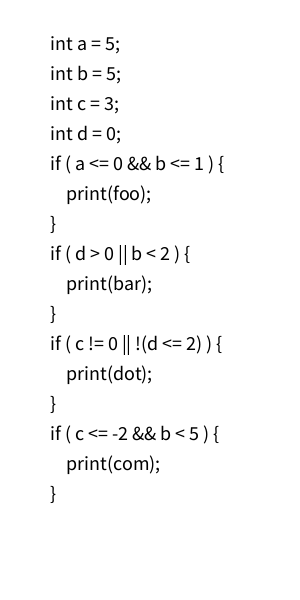 int a = 5;
int b = 5;
int c = 3;
int d = 0;
if ( a <= 0 && b <= 1 ) {
    print(foo);
}
if ( d > 0 || b < 2 ) {
    print(bar);
}
if ( c != 0 || !(d <= 2) ) {
    print(dot);
}
if ( c <= -2 && b < 5 ) {
    print(com);
}